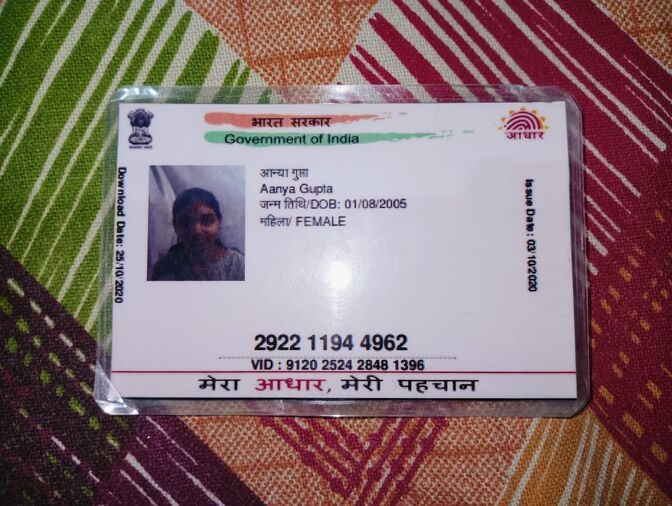 भारत सरकार
Government of India
आधार
आन्या गुप्ता
Aanya Gupta
जन्म तिथि/DOB: 01/08/2005
महिला/ FEMALE
Download Date: 25/10/2020
Issue Date: 03/10/2020
2922 1194 4962
VID : 9120 2524 2848 1396
मेरा आधार, मेरी पहचान